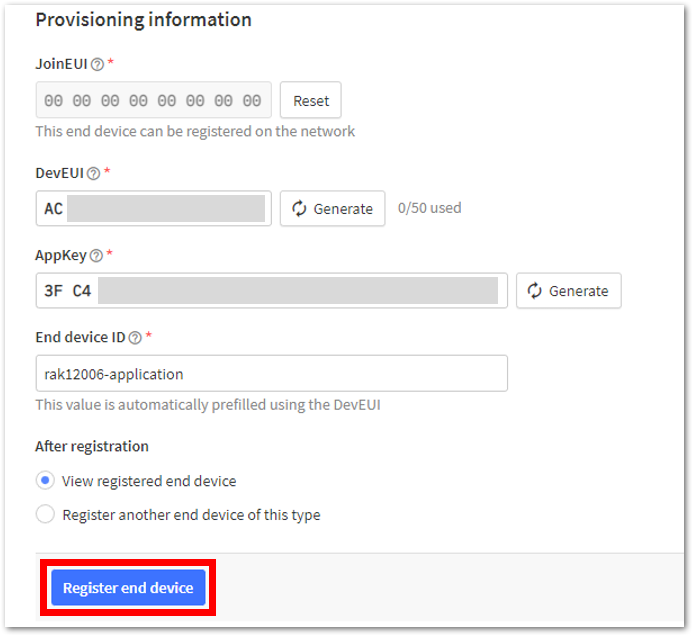 Provisioning information
JoinEUI *
00 00 00 00 00 00 00 00 Reset
This end device can be registered on the network
DevEUI *
AC Generate 0/50 used
AppKey *
3F C4 Generate
End device ID *
rak12006-application
This value is automatically prefilled using the DevEUI
After registration
View registered end device
Register another end device of this type
Register end device